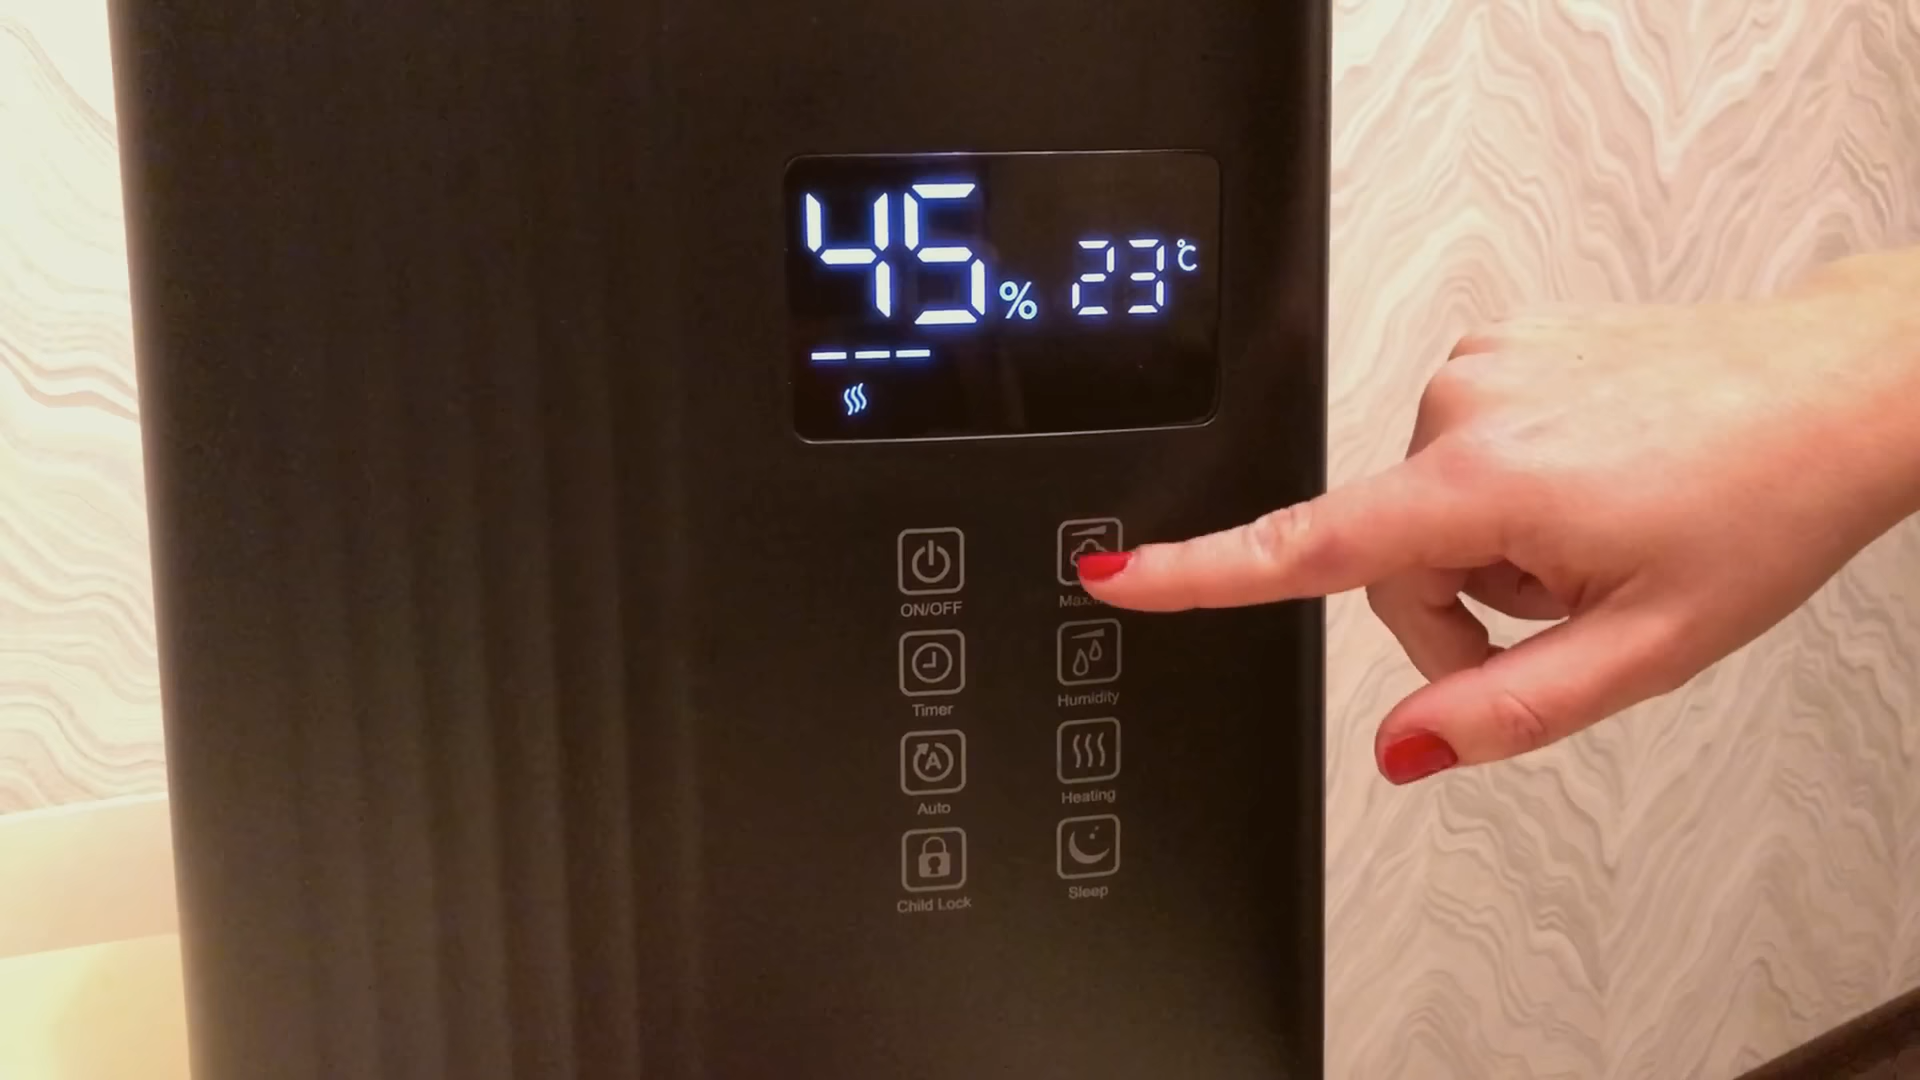 45 % 23 °C
ON/OFF
Timer
Humidity
Auto
Heating
Child Lock
Sleep